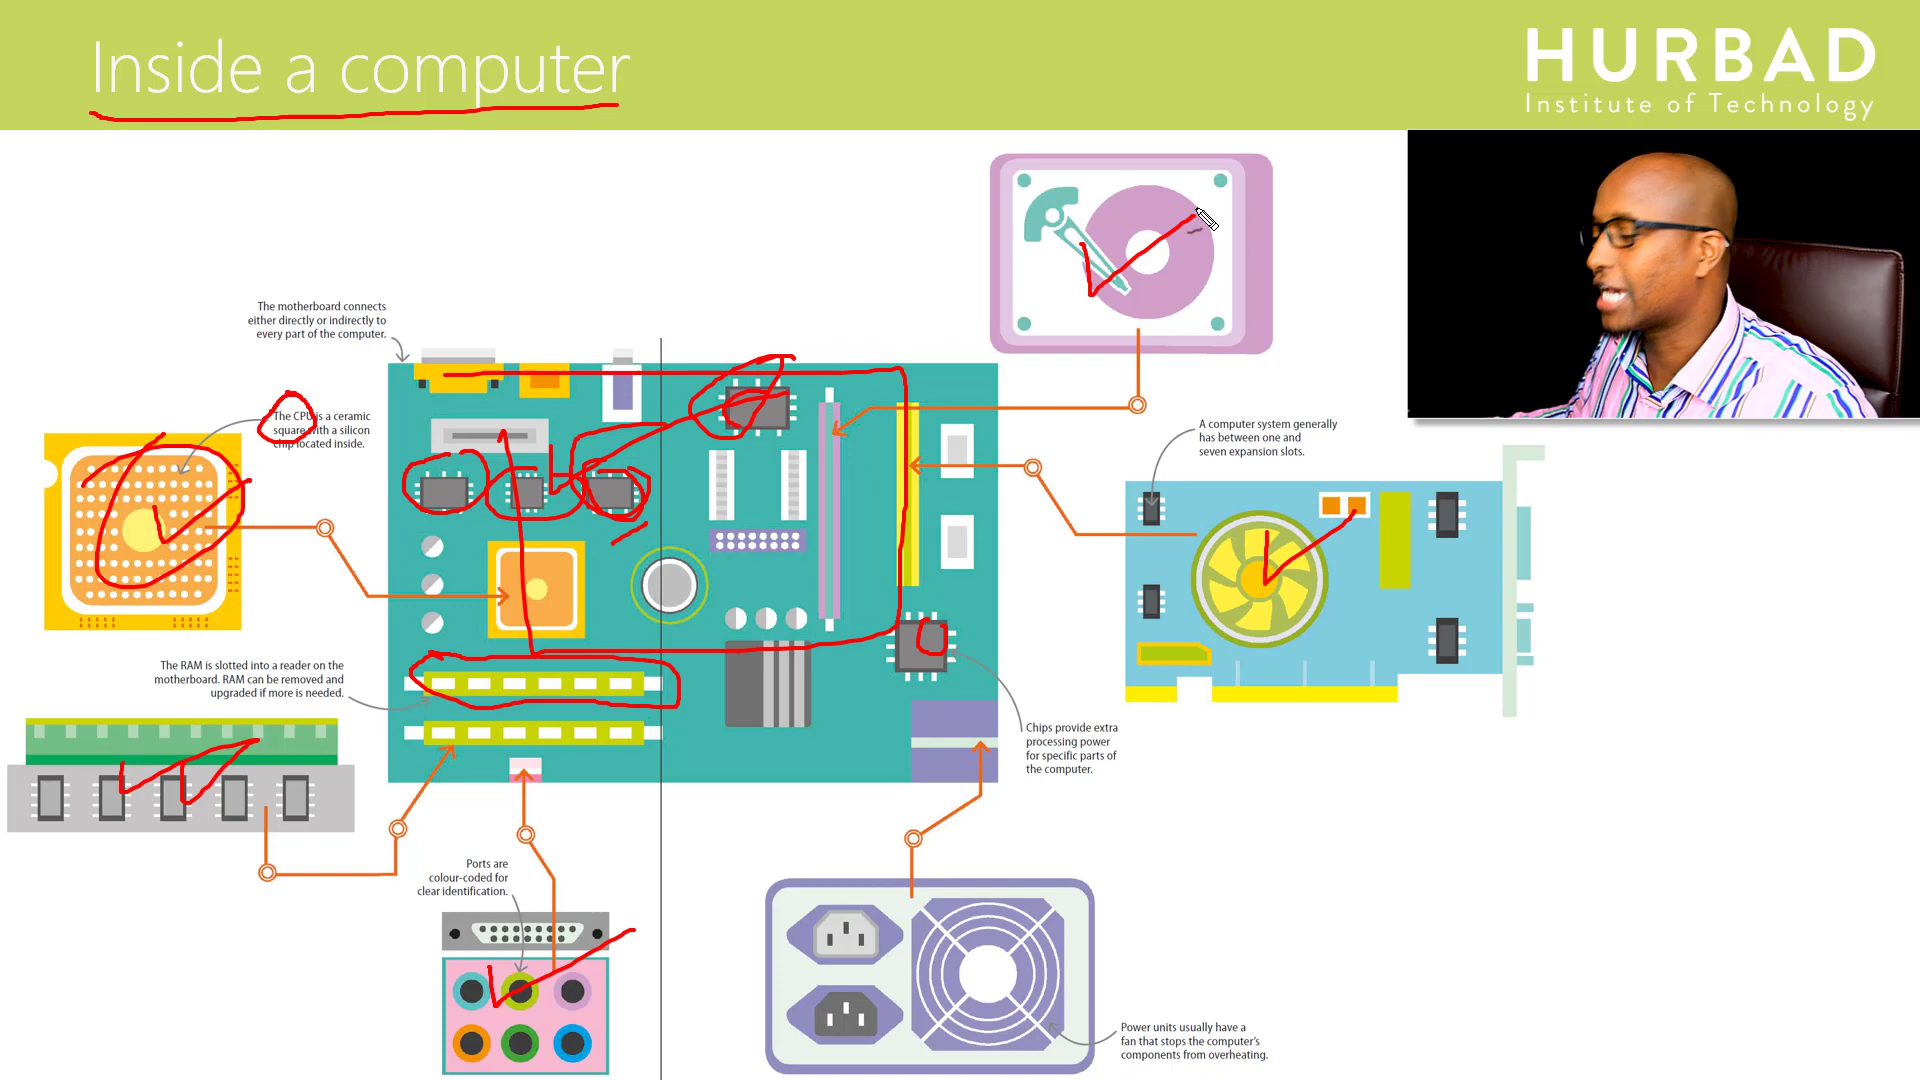 Inside a computer
HURBAD
Institute of Technology
The motherboard connects
either directly or indirectly to
every part of the computer.
The CPU is a ceramic
square with a silicon
chip located inside.
A computer system generally
has between one and
seven expansion slots.
The RAM is slotted into a reader on the
motherboard. RAM can be removed and
upgraded if more is needed.
Chips provide extra
processing power
for specific parts of
the computer.
Ports are
colour-coded for
clear identification.
Power units usually have a
fan that stops the computer's
components from overheating.